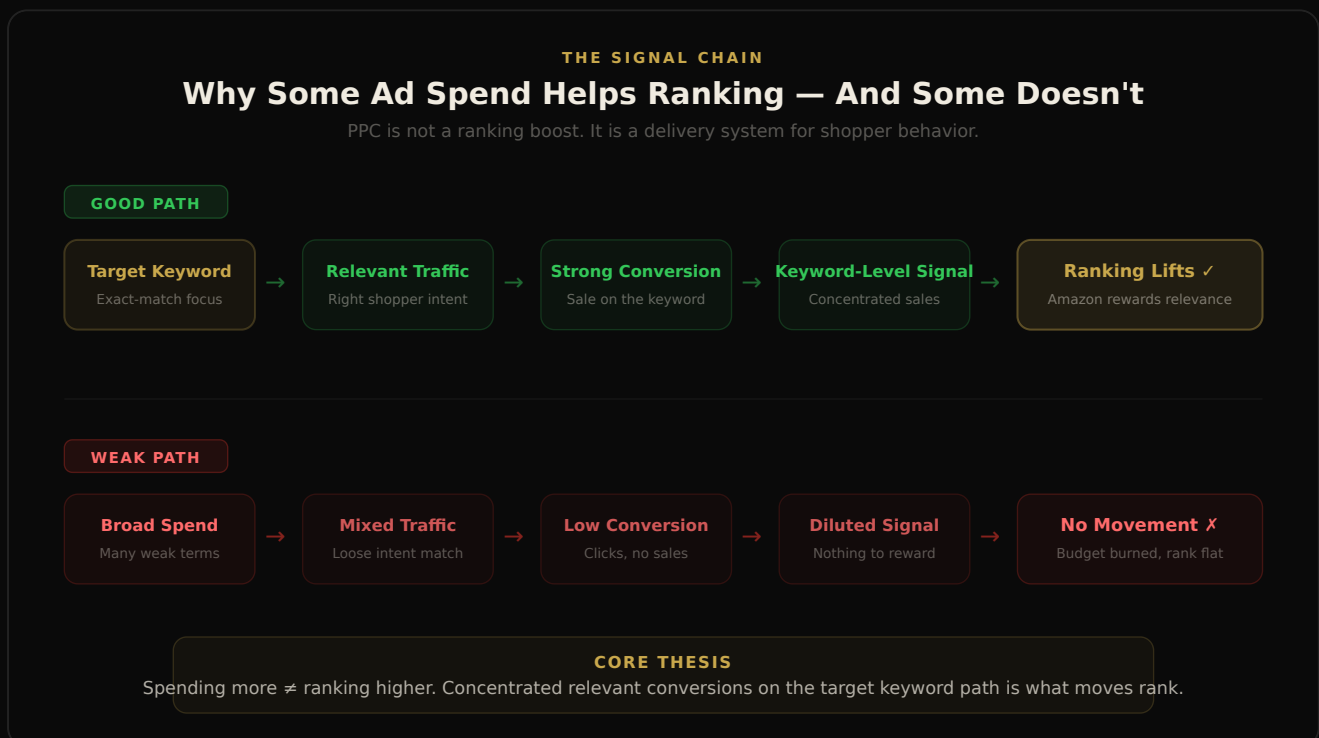 THE SIGNAL CHAIN
Why Some Ad Spend Helps Ranking — And Some Doesn't
PPC is not a ranking boost. It is a delivery system for shopper behavior.
GOOD PATH
Target Keyword
Exact-match focus
→
Relevant Traffic
Right shopper intent
→
Strong Conversion
Sale on the keyword
→
Keyword-Level Signal
Concentrated sales
→
Ranking Lifts ✓
Amazon rewards relevance
WEAK PATH
Broad Spend
Many weak terms
→
Mixed Traffic
Loose intent match
→
Low Conversion
Clicks, no sales
→
Diluted Signal
Nothing to reward
→
No Movement ✗
Budget burned, rank flat
CORE THESIS
Spending more ≠ ranking higher. Concentrated relevant conversions on the target keyword path is what moves rank.